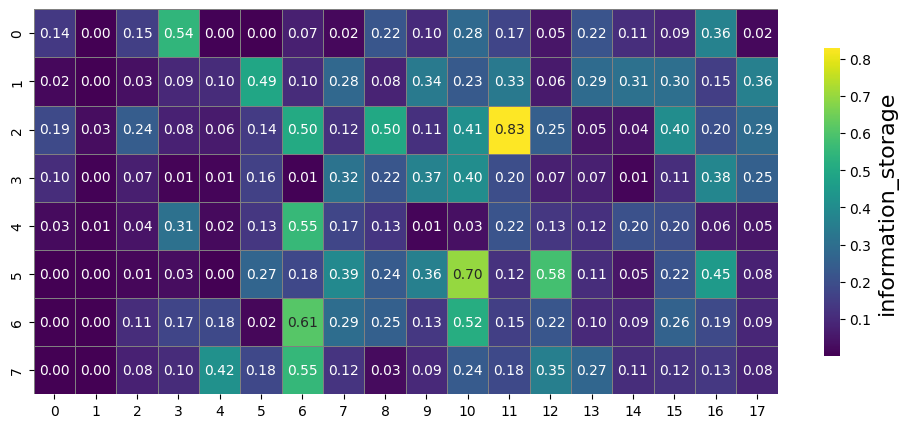 0 0.14 0.00 0.15 0.54 0.00 0.00 0.07 0.02 0.22 0.10 0.28 0.17 0.05 0.22 0.11 0.09 0.36 0.02
1 0.02 0.00 0.03 0.09 0.10 0.49 0.10 0.28 0.08 0.34 0.23 0.33 0.06 0.29 0.31 0.30 0.15 0.36
2 0.19 0.03 0.24 0.08 0.06 0.14 0.50 0.12 0.50 0.11 0.41 0.83 0.25 0.05 0.04 0.40 0.20 0.29
3 0.10 0.00 0.07 0.01 0.01 0.16 0.01 0.32 0.22 0.37 0.40 0.20 0.07 0.07 0.01 0.11 0.38 0.25
4 0.03 0.01 0.04 0.31 0.02 0.13 0.55 0.17 0.13 0.01 0.03 0.22 0.13 0.12 0.20 0.20 0.06 0.05
5 0.00 0.00 0.01 0.03 0.00 0.27 0.18 0.39 0.24 0.36 0.70 0.12 0.58 0.11 0.05 0.22 0.45 0.08
6 0.00 0.00 0.11 0.17 0.18 0.02 0.61 0.29 0.25 0.13 0.52 0.15 0.22 0.10 0.09 0.26 0.19 0.09
7 0.00 0.00 0.08 0.10 0.42 0.18 0.55 0.12 0.03 0.09 0.24 0.18 0.35 0.27 0.11 0.12 0.13 0.08
0 1 2 3 4 5 6 7 8 9 10 11 12 13 14 15 16 17
0.8
0.7
0.6
0.5
0.4
0.3
0.2
0.1
information_storage